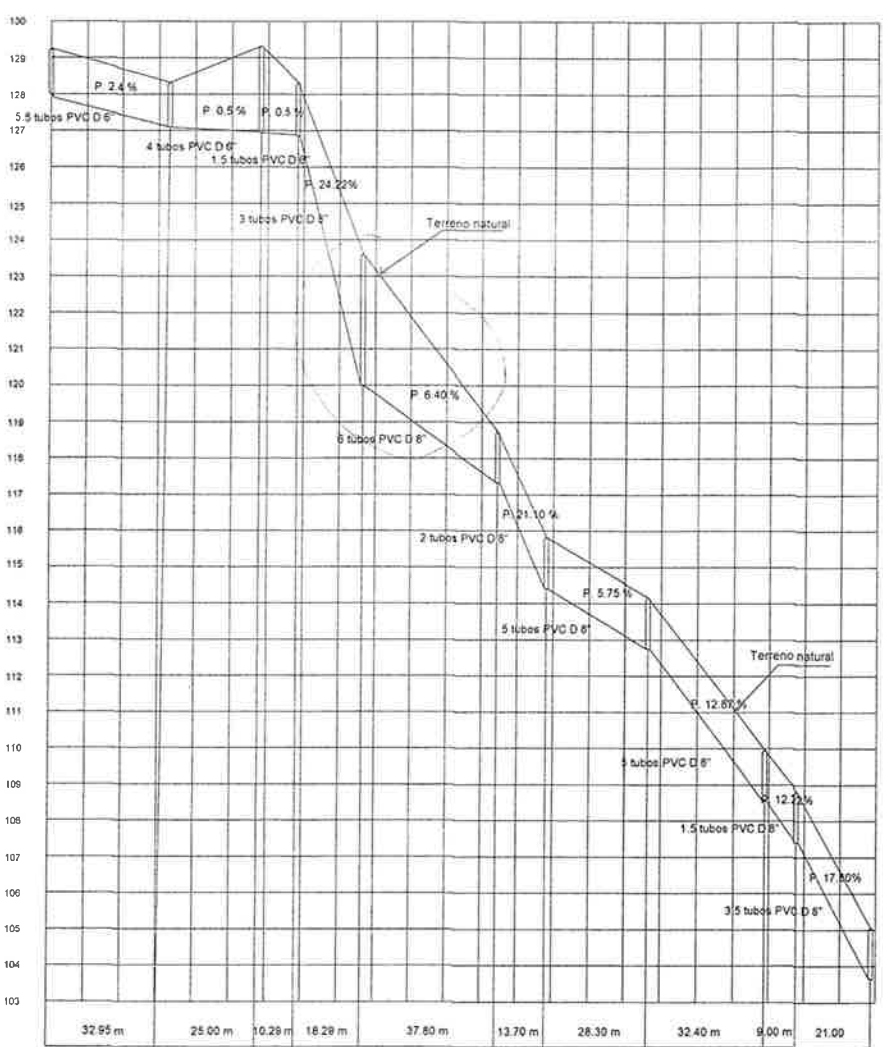 130
129
128
127
126
125
124
123
122
121
120
119
118
117
116
115
114
113
112
111
110
109
108
107
106
105
104
103
P. 2.4 %
5.5 tubos PVC D 6"
P. 0.5 %
4 tubos PVC D 6"
P. 0.5 %
1.5 tubos PVC D 8"
P. 24.22%
3 tubos PVC D 8"
Terreno natural
P. 6.40 %
6 tubos PVC D 8"
P. 21.10 %
2 tubos PVC D 8"
P. 5.75 %
5 tubos PVC D 8"
Terreno natural
P. 12.87 %
5 tubos PVC D 8"
P. 12.22%
1.5 tubos PVC D 8"
P. 17.50%
3.5 tubos PVC D 8"
32.95 m
25.00 m
10.29 m
18.29 m
37.80 m
13.70 m
28.30 m
32.40 m
9.00 m
21.00